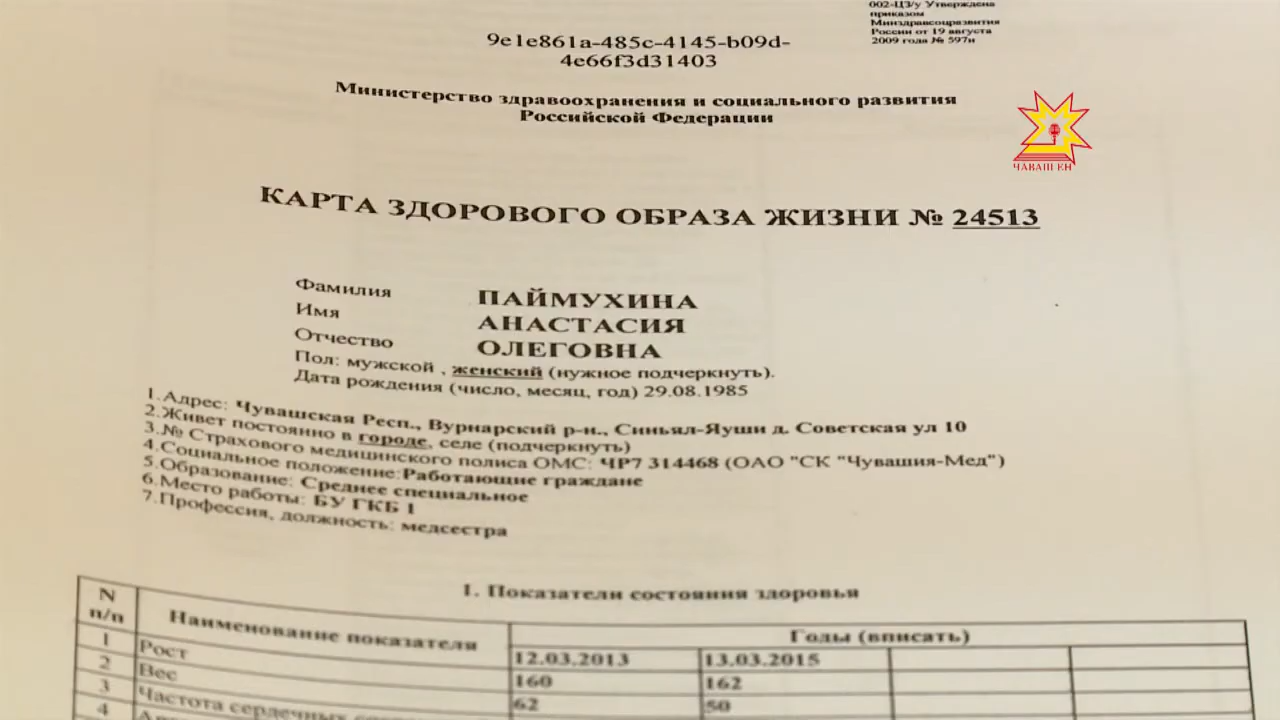 002-ЦЗ/у Утверждена
приказом
Минздравсоцразвития
России от 19 августа
2009 года № 597н
9e1e861a-485c-4145-b09d-
4e66f3d31403
Министерство здравоохранения и социального развития
Российской Федерации
ЧӐВАШ ЕН
КАРТА ЗДОРОВОГО ОБРАЗА ЖИЗНИ № 24513
Фамилия ПАЙМУХИНА
Имя АНАСТАСИЯ
Отчество ОЛЕГОВНА
Пол: мужской , женский (нужное подчеркнуть).
Дата рождения (число, месяц, год) 29.08.1985
1.Адрес: Чувашская Респ., Вурнарский р-н., Синьял-Яуши д. Советская ул 10
2.Живет постоянно в городе, селе (подчеркнуть)
3.№ Страхового медицинского полиса ОМС: ЧР7 314468 (ОАО "СК "Чувашия-Мед")
4.Социальное положение:Работающие граждане
5.Образование: Среднее специальное
6.Место работы: БУ ГКБ 1
7.Профессия, должность: медсестра
1. Показатели состояния здоровья
N п/п Наименование показателя Годы (вписать)
12.03.2013 13.03.2015
1 Рост 160 162
2 Вес 62 50
3 Частота сердечных
4